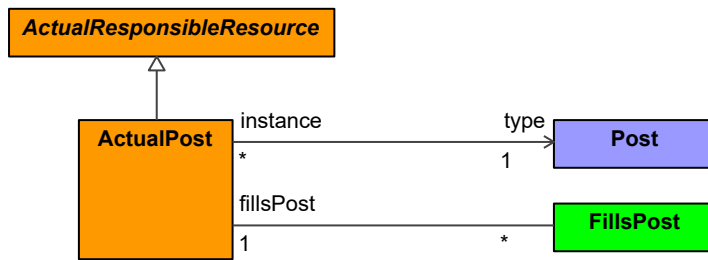 ActualResponsibleResource
instance
type
ActualPost
Post
*
1
fillsPost
FillsPost
1
*